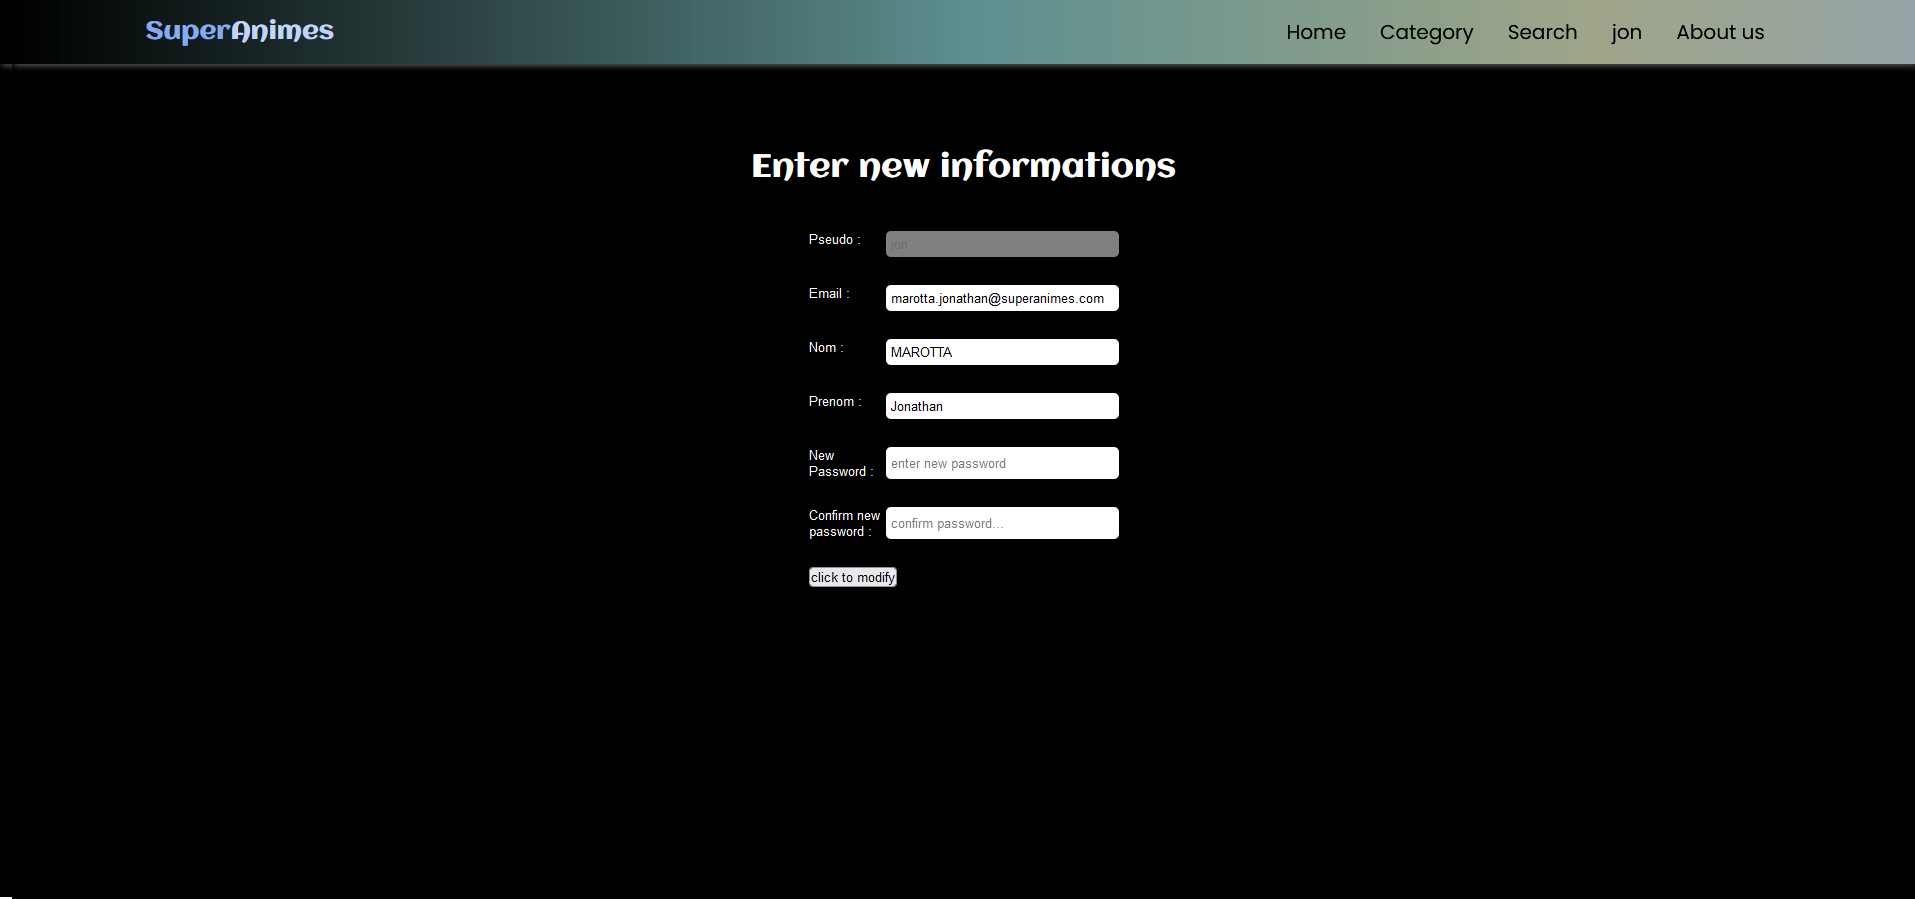 SuperAnimes
Home Category Search jon About us
Enter new informations
Pseudo : jon
Email : marotta.jonathan@superanimes.com
Nom : MAROTTA
Prenom : Jonathan
New
Password : enter new password
Confirm new
password : confirm password...
click to modify